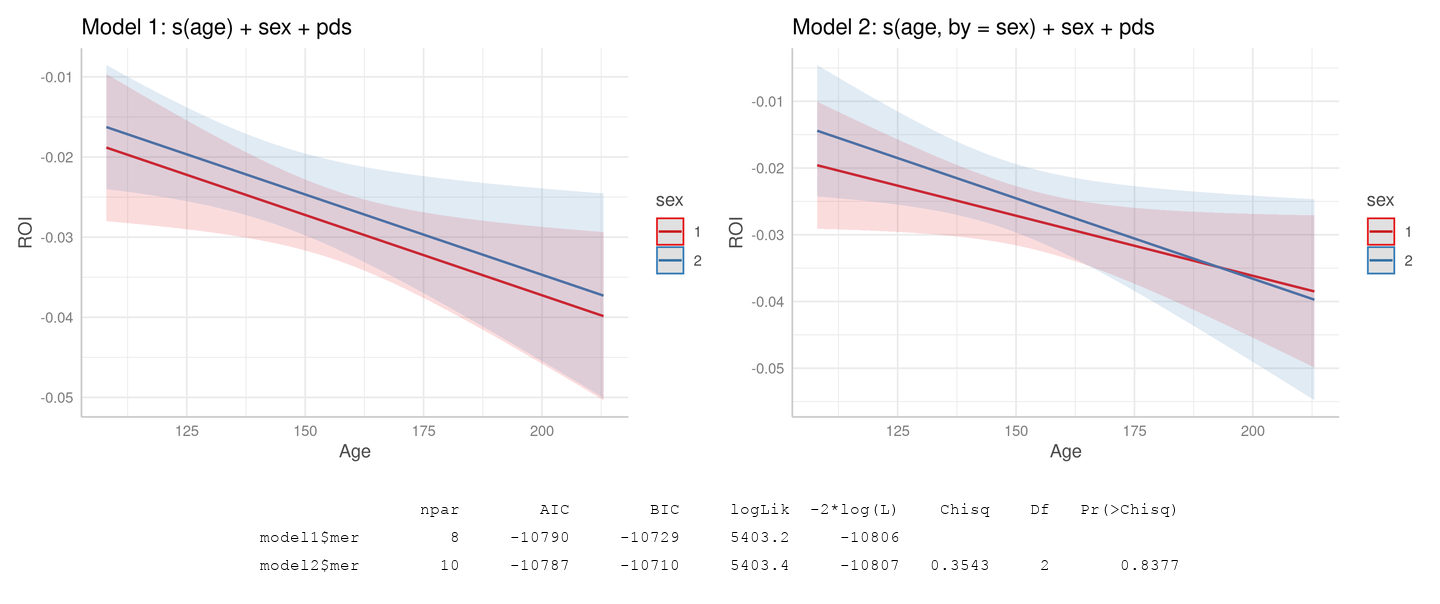 Model 1: s(age) + sex + pds
-0.01
-0.02
-0.03
-0.04
-0.05
ROI
125 150 175 200
Age
sex
1
2
Model 2: s(age, by = sex) + sex + pds
-0.01
-0.02
-0.03
-0.04
-0.05
ROI
125 150 175 200
Age
sex
1
2
npar AIC BIC logLik -2*log(L) Chisq Df Pr(>Chisq)
model1$mer 8 -10790 -10729 5403.2 -10806
model2$mer 10 -10787 -10710 5403.4 -10807 0.3543 2 0.8377